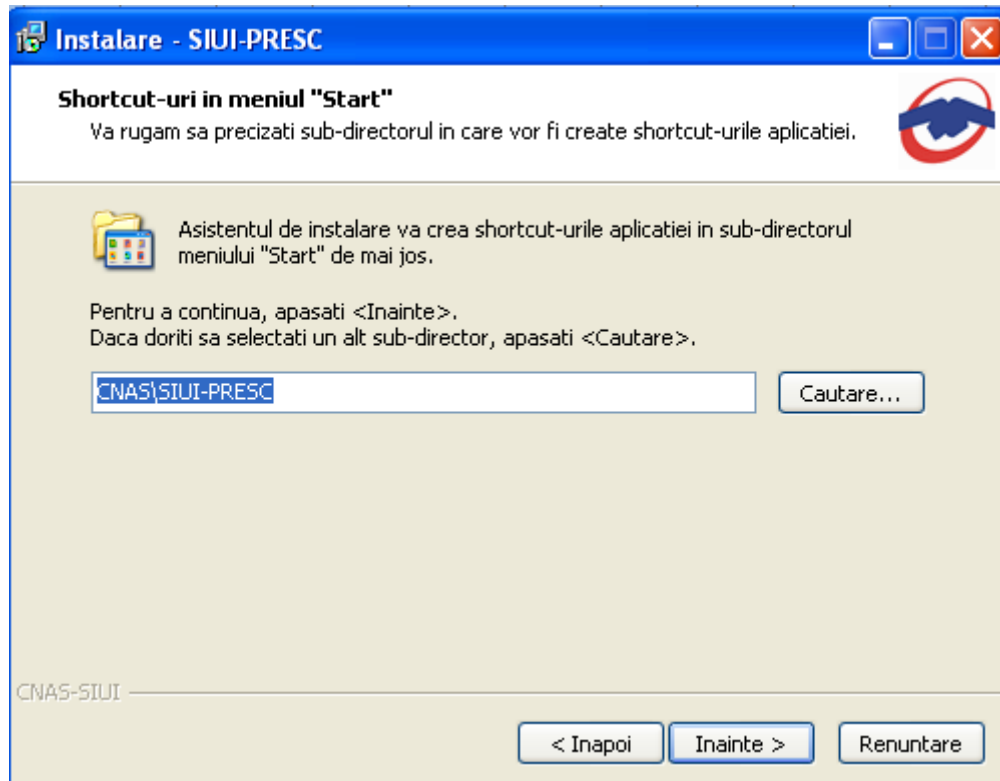 Instalare - SIUI-PRESC
Shortcut-uri in meniul "Start"
Va rugam sa precizati sub-directorul in care vor fi create shortcut-urile aplicatiei.
Asistentul de instalare va crea shortcut-urile aplicatiei in sub-directorul
meniului "Start" de mai jos.
Pentru a continua, apasati <Inainte>.
Daca doriti sa selectati un alt sub-director, apasati <Cautare>.
CNAS\SIUI-PRESC
Cautare...
CNAS-SIUI
< Inapoi
Inainte >
Renuntare